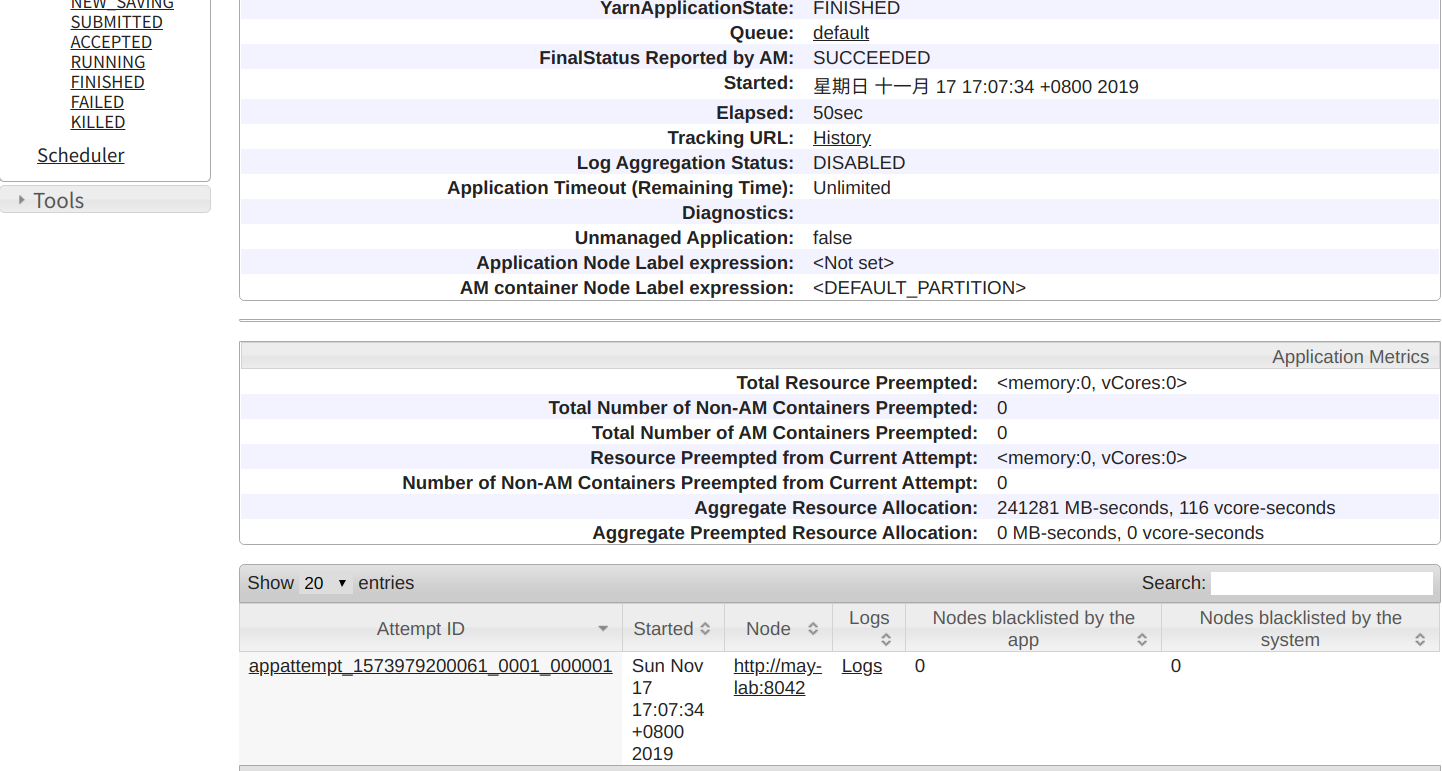 NEW_SAVING
SUBMITTED
ACCEPTED
RUNNING
FINISHED
FAILED
KILLED
Scheduler
Tools
YarnApplicationState: FINISHED
Queue: default
FinalStatus Reported by AM: SUCCEEDED
Started: 星期日 十一月 17 17:07:34 +0800 2019
Elapsed: 50sec
Tracking URL: History
Log Aggregation Status: DISABLED
Application Timeout (Remaining Time): Unlimited
Diagnostics:
Unmanaged Application: false
Application Node Label expression: <Not set>
AM container Node Label expression: <DEFAULT_PARTITION>
Application Metrics
Total Resource Preempted: <memory:0, vCores:0>
Total Number of Non-AM Containers Preempted: 0
Total Number of AM Containers Preempted: 0
Resource Preempted from Current Attempt: <memory:0, vCores:0>
Number of Non-AM Containers Preempted from Current Attempt: 0
Aggregate Resource Allocation: 241281 MB-seconds, 116 vcore-seconds
Aggregate Preempted Resource Allocation: 0 MB-seconds, 0 vcore-seconds
Show 20 entries Search:
Attempt ID
Started
Node
Logs
Nodes blacklisted by the
app
Nodes blacklisted by the
system
appattempt_1573979200061_0001_000001
Sun Nov
17
17:07:34
+0800
2019
http://may-
lab:8042
Logs
0
0